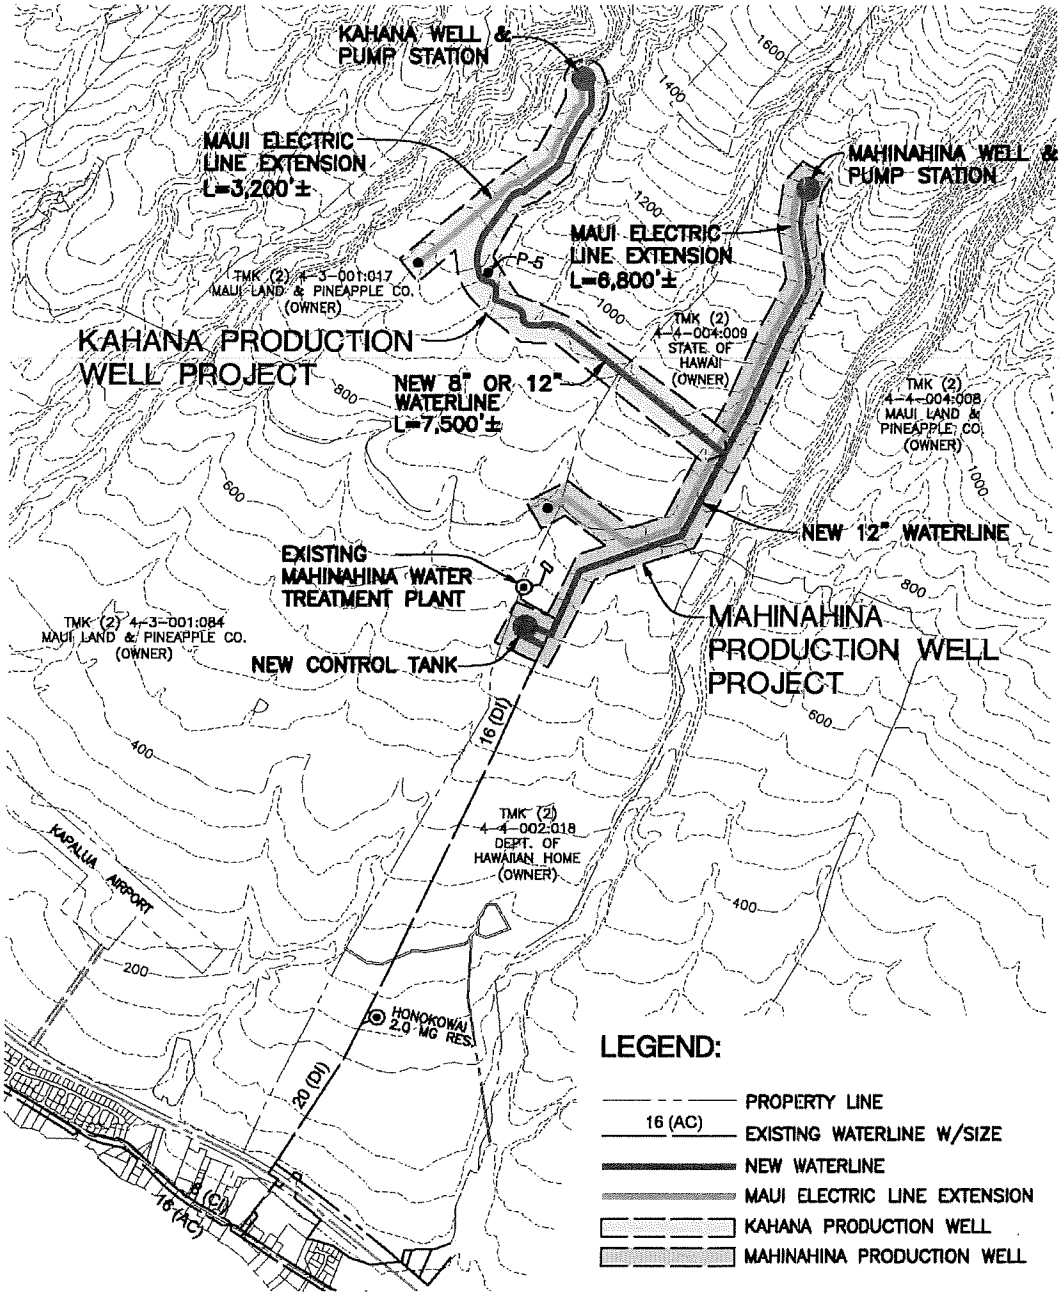 KAHANA WELL &
PUMP STATION
1600
1400
MAUI ELECTRIC
LINE EXTENSION
L=3,200'±
MAHINAHINA WELL &
PUMP STATION
1200
MAUI ELECTRIC
LINE EXTENSION
L=6,800'±
P-5
TMK (2) 4-3-001:017
MAUI LAND & PINEAPPLE CO.
(OWNER)
1000
TMK (2)
4-4-004:009
STATE OF
HAWAII
(OWNER)
KAHANA PRODUCTION
WELL PROJECT
800
NEW 8" OR 12"
WATERLINE
L=7,500'±
TMK (2)
4-4-004:008
MAUI LAND &
PINEAPPLE CO.
(OWNER)
1000
600
NEW 12" WATERLINE
EXISTING
MAHINAHINA WATER
TREATMENT PLANT
800
TMK (2) 4-3-001:084
MAUI LAND & PINEAPPLE CO.
(OWNER)
MAHINAHINA
PRODUCTION WELL
PROJECT
NEW CONTROL TANK
600
16 (DI)
400
TMK (2)
4-4-002:018
DEPT. OF
HAWAIIAN HOME
(OWNER)
KAPALUA AIRPORT
400
200
HONOKOWAI
2.0 MG RES.
20 (DI)
8 (CI)
16 (AC)
LEGEND:
PROPERTY LINE
16 (AC)
EXISTING WATERLINE W/SIZE
NEW WATERLINE
MAUI ELECTRIC LINE EXTENSION
KAHANA PRODUCTION WELL
MAHINAHINA PRODUCTION WELL